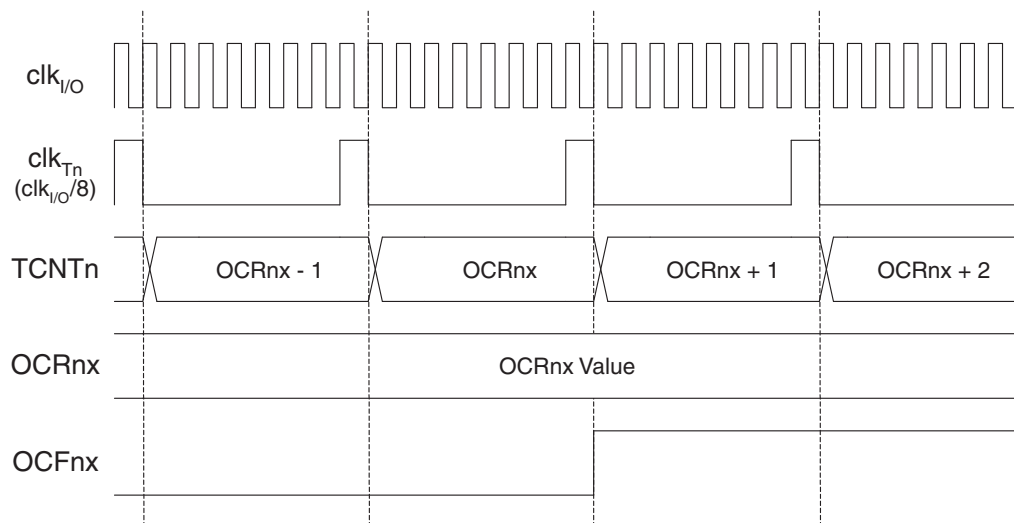 clkI/O
clkTn
(clkI/O/8)
TCNTn
OCRnx - 1
OCRnx
OCRnx + 1
OCRnx + 2
OCRnx
OCRnx Value
OCFnx